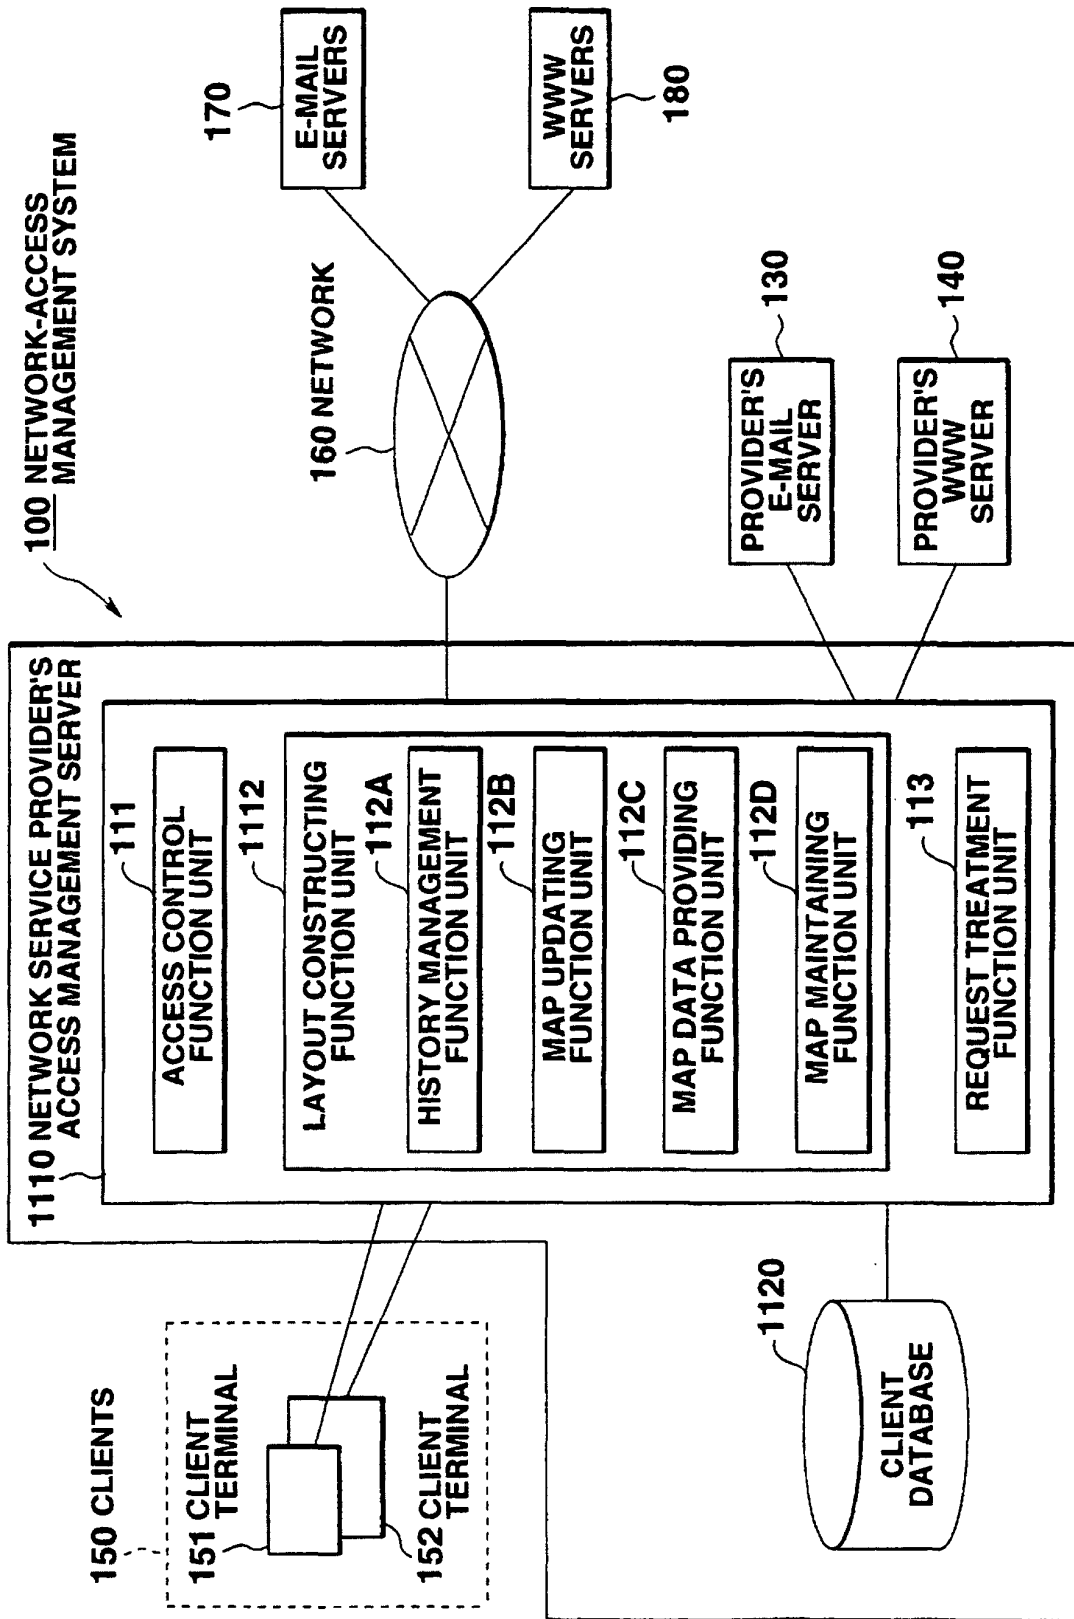 100 NETWORK-ACCESS
MANAGEMENT SYSTEM
1110 NETWORK SERVICE PROVIDER'S
ACCESS MANAGEMENT SERVER
111
ACCESS CONTROL
FUNCTION UNIT
1112
LAYOUT CONSTRUCTING
FUNCTION UNIT
112A
HISTORY MANAGEMENT
FUNCTION UNIT
112B
MAP UPDATING
FUNCTION UNIT
112C
MAP DATA PROVIDING
FUNCTION UNIT
112D
MAP MAINTAINING
FUNCTION UNIT
113
REQUEST TREATMENT
FUNCTION UNIT
150 CLIENTS
151 CLIENT
TERMINAL
152 CLIENT
TERMINAL
1120
CLIENT
DATABASE
160 NETWORK
170
E-MAIL
SERVERS
WWW
SERVERS
180
130
PROVIDER'S
E-MAIL
SERVER
140
PROVIDER'S
WWW
SERVER